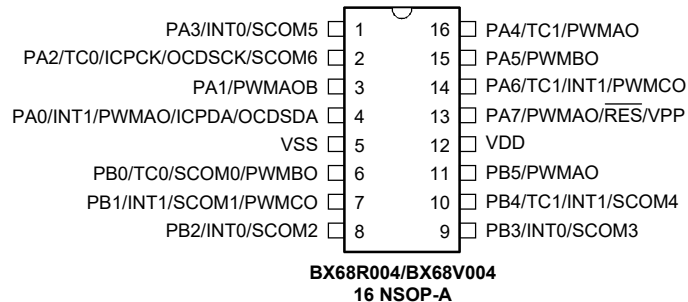 PA3/INT0/SCOM5 1 16 PA4/TC1/PWMAO
PA2/TC0/ICPCK/OCDSCK/SCOM6 2 15 PA5/PWMBO
PA1/PWMAOB 3 14 PA6/TC1/INT1/PWMCO
PA0/INT1/PWMAO/ICPDA/OCDSDA 4 13 PA7/PWMAO/RES/VPP
VSS 5 12 VDD
PB0/TC0/SCOM0/PWMBO 6 11 PB5/PWMAO
PB1/INT1/SCOM1/PWMCO 7 10 PB4/TC1/INT1/SCOM4
PB2/INT0/SCOM2 8 9 PB3/INT0/SCOM3
BX68R004/BX68V004
16 NSOP-A